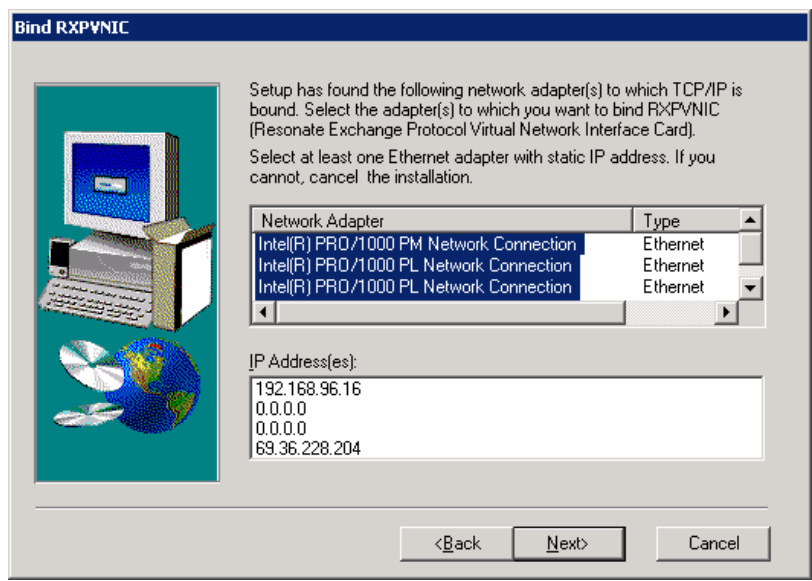 Bind RXPVNIC
Setup has found the following network adapter(s) to which TCP/IP is
bound. Select the adapter(s) to which you want to bind RXPVNIC
(Resonate Exchange Protocol Virtual Network Interface Card).
Select at least one Ethernet adapter with static IP address. If you
cannot, cancel the installation.
Network Adapter Type
Intel(R) PRO/1000 PM Network Connection Ethernet
Intel(R) PRO/1000 PL Network Connection Ethernet
Intel(R) PRO/1000 PL Network Connection Ethernet
IP Address(es):
192.168.96.16
0.0.0.0
0.0.0.0
69.36.228.204
<Back Next> Cancel